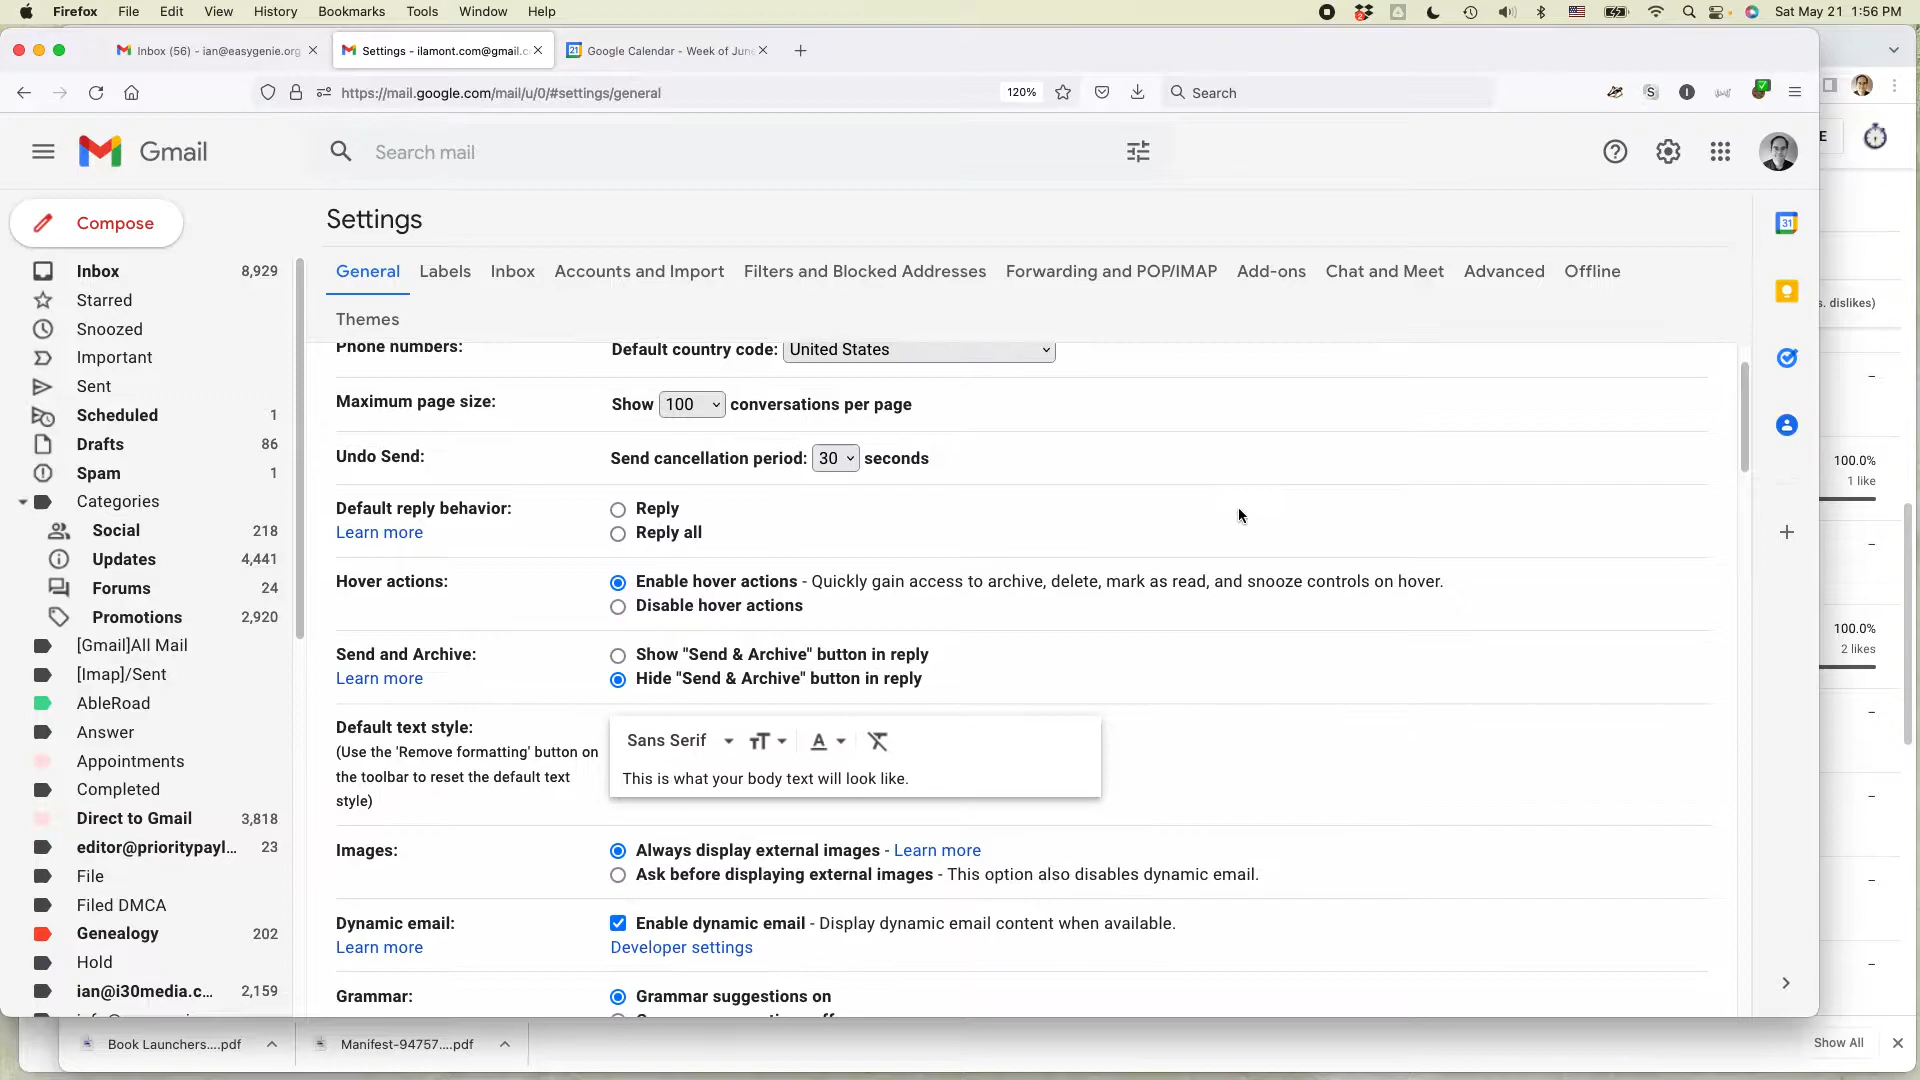 Firefox File Edit View History Bookmarks Tools Window Help Sat May 21 1:56 PM
Inbox (56) - ian@easygenie.org
Settings - ilamont.com@gmail.c
Google Calendar - Week of June
https://mail.google.com/mail/u/0/#settings/general
120%
Search
Gmail
Search mail
E
Compose
Inbox 8,929
Starred
Snoozed
Important
Sent
Scheduled 1
Drafts 86
Spam 1
Categories
Social 218
Updates 4,441
Forums 24
Promotions 2,920
[Gmail]All Mail
[Imap]/Sent
AbleRoad
Answer
Appointments
Completed
Direct to Gmail 3,818
editor@prioritypayl... 23
File
Filed DMCA
Genealogy 202
Hold
ian@i30media.c... 2,159
Settings
General Labels Inbox Accounts and Import Filters and Blocked Addresses Forwarding and POP/IMAP Add-ons Chat and Meet Advanced Offline
Themes
Phone numbers: Default country code: United States
Maximum page size: Show 100 conversations per page
Undo Send: Send cancellation period: 30 seconds
Default reply behavior: Reply
Learn more Reply all
Hover actions: Enable hover actions - Quickly gain access to archive, delete, mark as read, and snooze controls on hover.
Disable hover actions
Send and Archive: Show "Send & Archive" button in reply
Learn more Hide "Send & Archive" button in reply
Default text style:
(Use the 'Remove formatting' button on
the toolbar to reset the default text
style)
Sans Serif
This is what your body text will look like.
Images: Always display external images - Learn more
Ask before displaying external images - This option also disables dynamic email.
Dynamic email: Enable dynamic email - Display dynamic email content when available.
Learn more Developer settings
Grammar: Grammar suggestions on
s. dislikes)
100.0%
1 like
100.0%
2 likes
Book Launchers....pdf
Manifest-94757....pdf
Show All